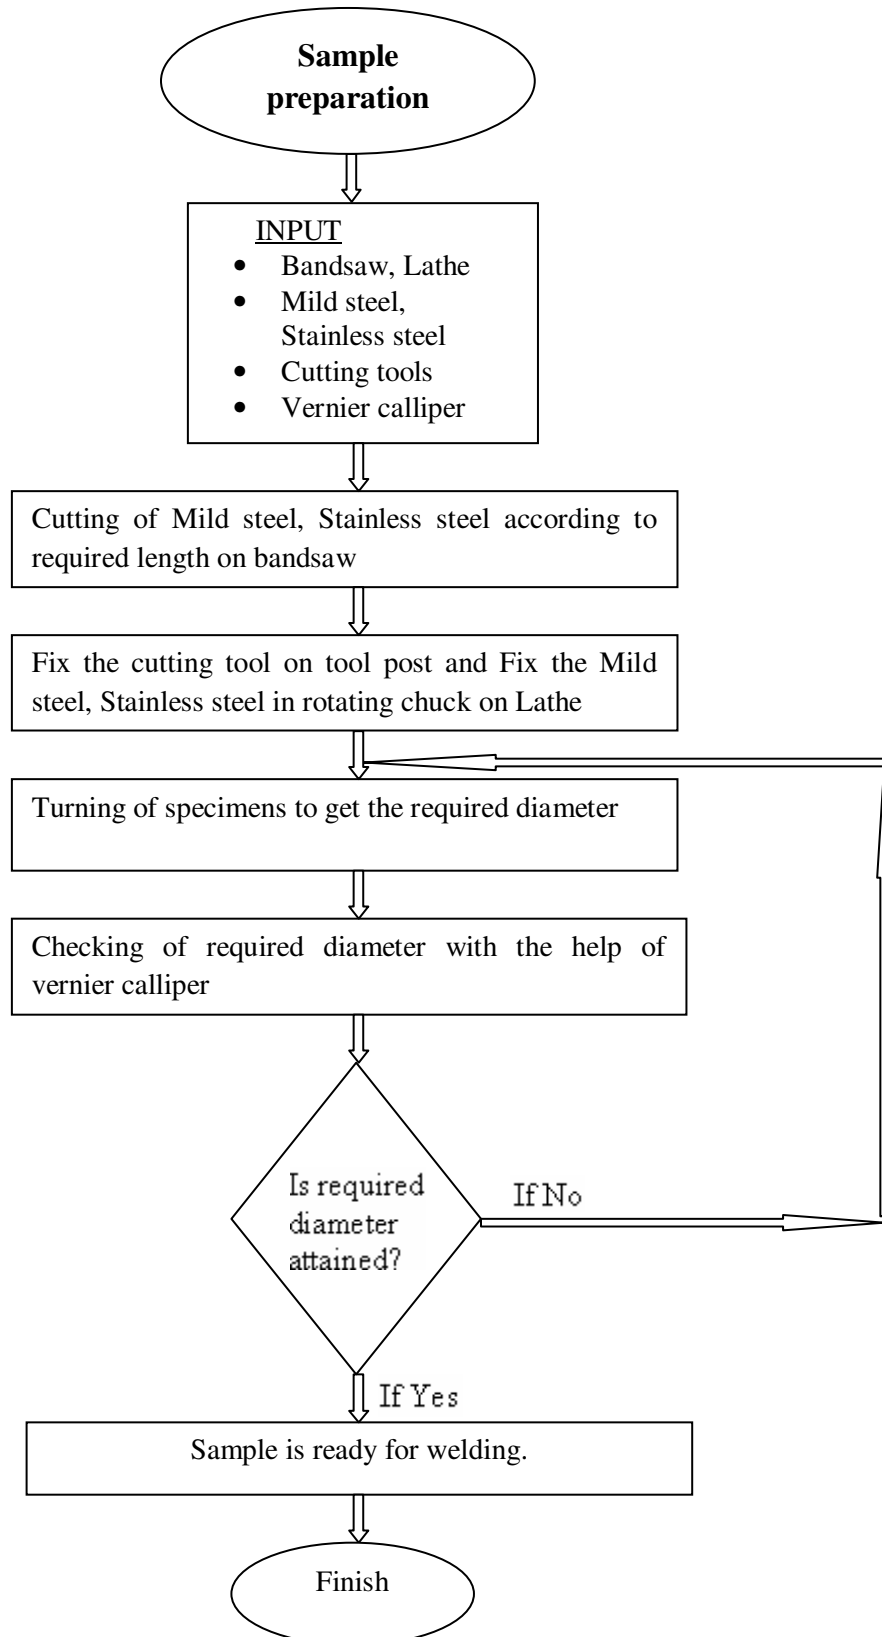 Sample
preparation
INPUT
• Bandsaw, Lathe
• Mild steel,
Stainless steel
• Cutting tools
• Vernier calliper
Cutting of Mild steel, Stainless steel according to
required length on bandsaw
Fix the cutting tool on tool post and Fix the Mild
steel, Stainless steel in rotating chuck on Lathe
Turning of specimens to get the required diameter
Checking of required diameter with the help of
vernier calliper
Is required
diameter
attained?
If No
If Yes
Sample is ready for welding.
Finish